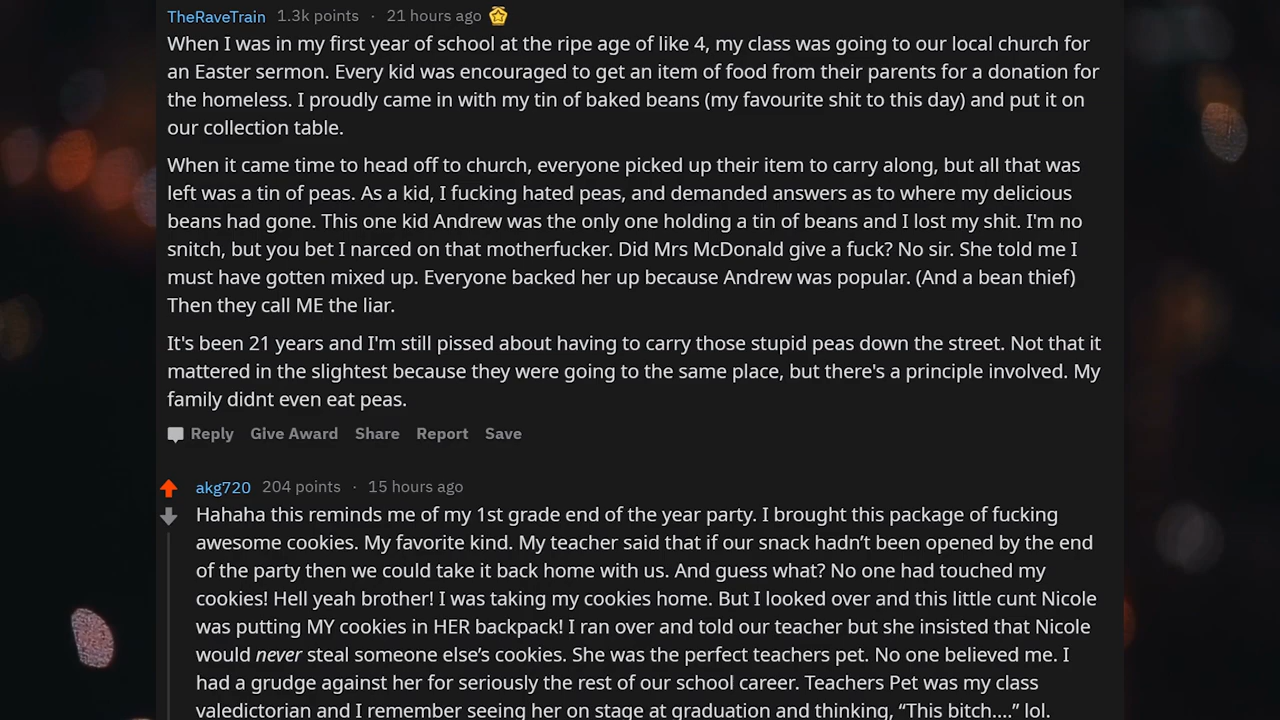 TheRaveTrain 1.3k points · 21 hours ago
When I was in my first year of school at the ripe age of like 4, my class was going to our local church for
an Easter sermon. Every kid was encouraged to get an item of food from their parents for a donation for
the homeless. I proudly came in with my tin of baked beans (my favourite shit to this day) and put it on
our collection table.
When it came time to head off to church, everyone picked up their item to carry along, but all that was
left was a tin of peas. As a kid, I fucking hated peas, and demanded answers as to where my delicious
beans had gone. This one kid Andrew was the only one holding a tin of beans and I lost my shit. I'm no
snitch, but you bet I narced on that motherfucker. Did Mrs McDonald give a fuck? No sir. She told me I
must have gotten mixed up. Everyone backed her up because Andrew was popular. (And a bean thief)
Then they call ME the liar.
It's been 21 years and I'm still pissed about having to carry those stupid peas down the street. Not that it
mattered in the slightest because they were going to the same place, but there's a principle involved. My
family didnt even eat peas.
Reply Give Award Share Report Save
akg720 204 points · 15 hours ago
Hahaha this reminds me of my 1st grade end of the year party. I brought this package of fucking
awesome cookies. My favorite kind. My teacher said that if our snack hadn’t been opened by the end
of the party then we could take it back home with us. And guess what? No one had touched my
cookies! Hell yeah brother! I was taking my cookies home. But I looked over and this little cunt Nicole
was putting MY cookies in HER backpack! I ran over and told our teacher but she insisted that Nicole
would never steal someone else’s cookies. She was the perfect teachers pet. No one believed me. I
had a grudge against her for seriously the rest of our school career. Teachers Pet was my class
valedictorian and I remember seeing her on stage at graduation and thinking, “This bitch....” lol.